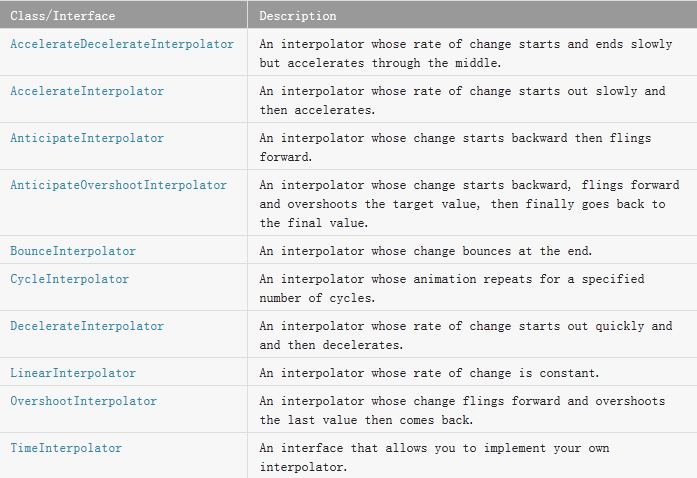 Class/Interface Description
AccelerateDecelerateInterpolator An interpolator whose rate of change starts and ends slowly
but accelerates through the middle.
AccelerateInterpolator An interpolator whose rate of change starts out slowly and
then accelerates.
AnticipateInterpolator An interpolator whose change starts backward then flings
forward.
AnticipateOvershootInterpolator An interpolator whose change starts backward, flings forward
and overshoots the target value, then finally goes back to
the final value.
BounceInterpolator An interpolator whose change bounces at the end.
CycleInterpolator An interpolator whose animation repeats for a specified
number of cycles.
DecelerateInterpolator An interpolator whose rate of change starts out quickly and
and then decelerates.
LinearInterpolator An interpolator whose rate of change is constant.
OvershootInterpolator An interpolator whose change flings forward and overshoots
the last value then comes back.
TimeInterpolator An interface that allows you to implement your own
interpolator.